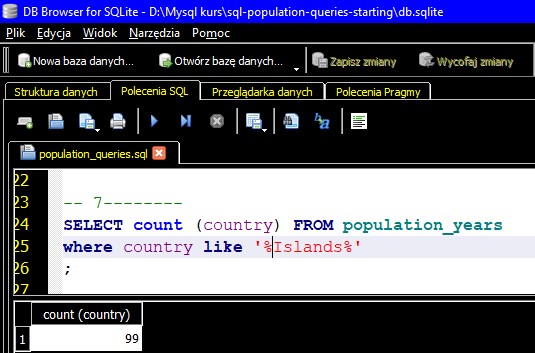 DB Browser for SQLite - D:\Mysql kurs\sql-population-queries-starting\db.sqlite
Plik Edycja Widok Narzędzia Pomoc
Nowa baza danych... Otwórz bazę danych... Zapisz zmiany Wycofaj zmiany
Struktura danych Polecenia SQL Przeglądarka danych Polecenia Pragmy
population_queries.sql
22
23 -- 7--------
24 SELECT count (country) FROM population_years
25 where country like '%Islands%'
26 ;
27
count (country)
1 99